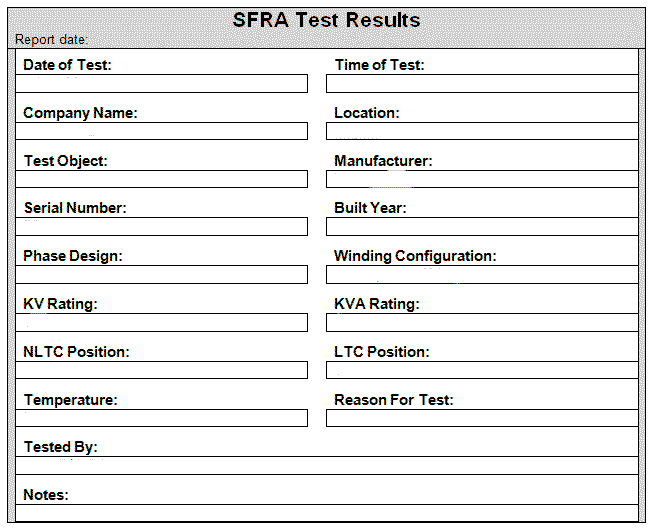 SFRA Test Results
Report date:
Date of Test: Time of Test:
Company Name: Location:
Test Object: Manufacturer:
Serial Number: Built Year:
Phase Design: Winding Configuration:
KV Rating: KVA Rating:
NLTC Position: LTC Position:
Temperature: Reason For Test:
Tested By:
Notes: